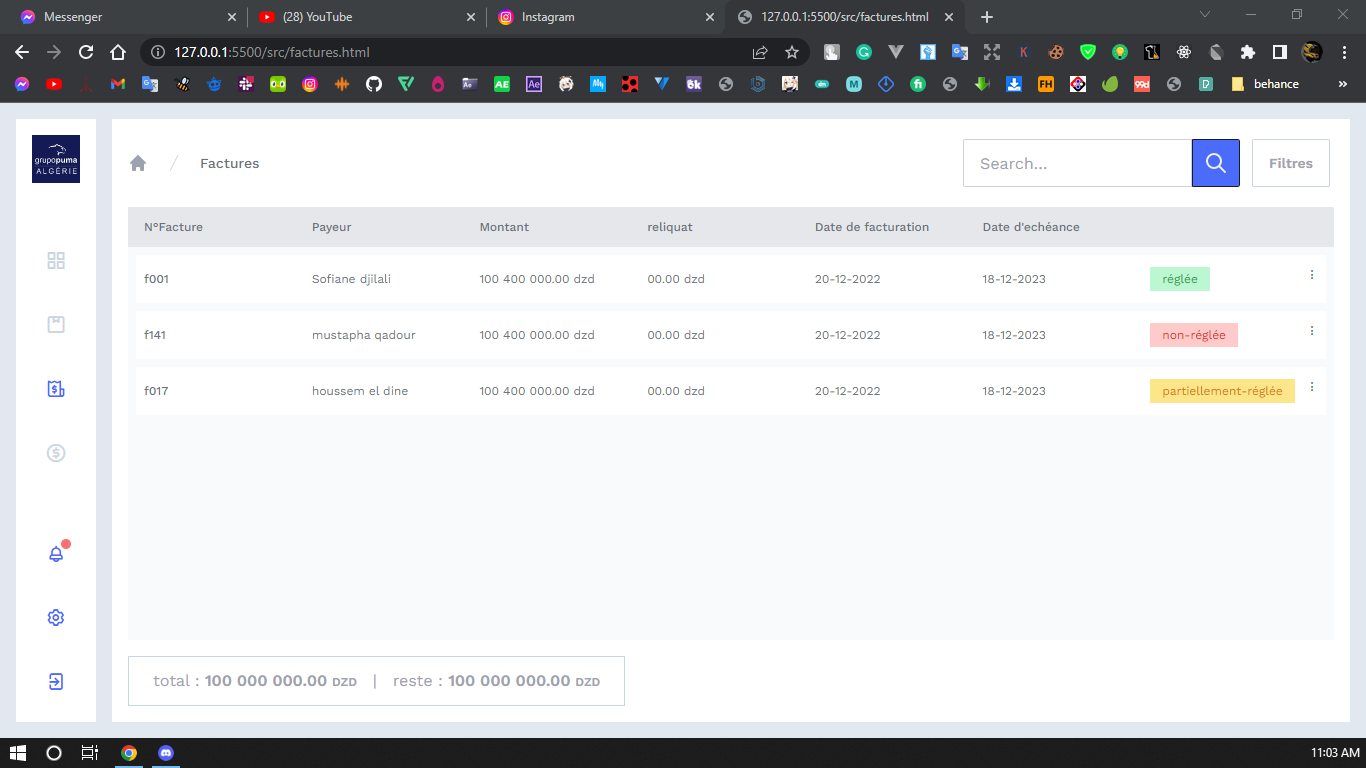 Messenger
(28) YouTube
Instagram
127.0.0.1:5500/src/factures.html
127.0.0.1:5500/src/factures.html
behance
grupopuma
ALGÉRIE
Factures
Search...
Filtres
N°Facture Payeur Montant reliquat Date de facturation Date d'echéance
f001 Sofiane djilali 100 400 000.00 dzd 00.00 dzd 20-12-2022 18-12-2023 réglée
f141 mustapha qadour 100 400 000.00 dzd 00.00 dzd 20-12-2022 18-12-2023 non-réglée
f017 houssem el dine 100 400 000.00 dzd 00.00 dzd 20-12-2022 18-12-2023 partiellement-réglée
total : 100 000 000.00 DZD | reste : 100 000 000.00 DZD
11:03 AM